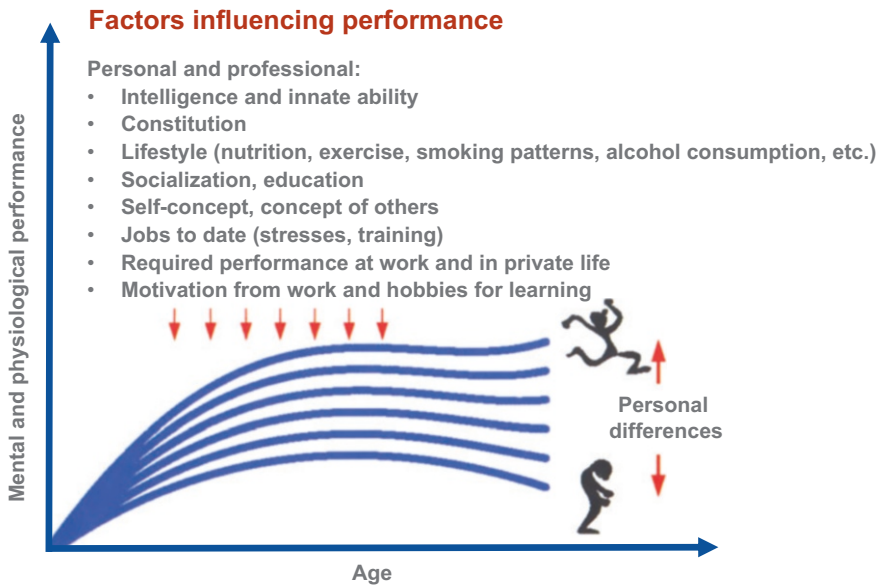 Factors influencing performance
Personal and professional:
• Intelligence and innate ability
• Constitution
• Lifestyle (nutrition, exercise, smoking patterns, alcohol consumption, etc.)
• Socialization, education
• Self-concept, concept of others
• Jobs to date (stresses, training)
• Required performance at work and in private life
• Motivation from work and hobbies for learning
Mental and physiological performance
Personal
differences
Age